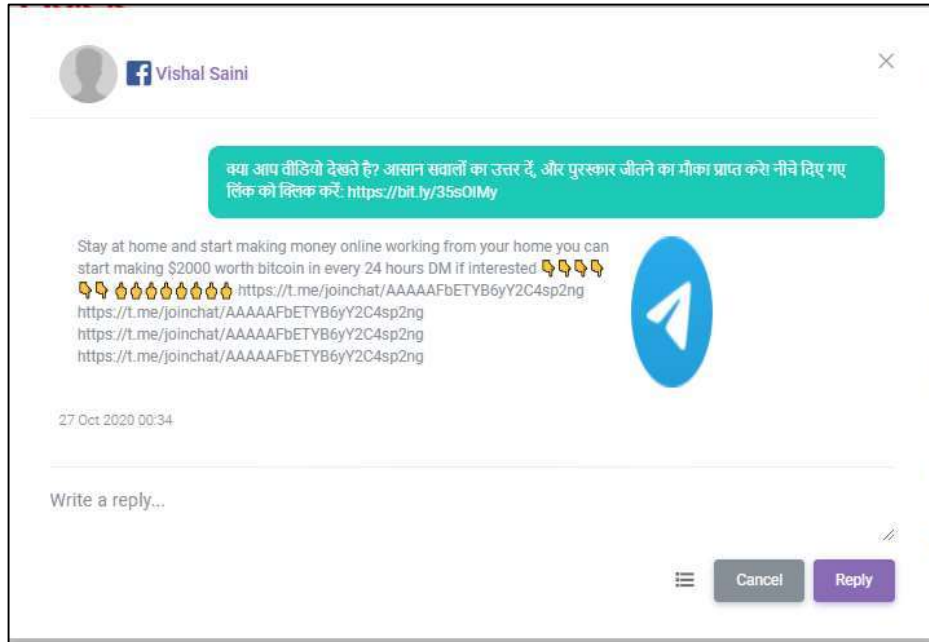 Vishal Saini
क्या आप वीडियो देखते है? आसान सवालों का उत्तर दें, और पुरस्कार जीतने का मौका प्राप्त करें! नीचे दिए गए
लिंक को क्लिक करें: https://bit.ly/35sOIMy
Stay at home and start making money online working from your home you can
start making $2000 worth bitcoin in every 24 hours DM if interested 👇👇👇👇
👇👇 👆👆👆👆👆👆👆👆 https://t.me/joinchat/AAAAAFbETYB6yY2C4sp2ng
https://t.me/joinchat/AAAAAFbETYB6yY2C4sp2ng
https://t.me/joinchat/AAAAAFbETYB6yY2C4sp2ng
https://t.me/joinchat/AAAAAFbETYB6yY2C4sp2ng
27 Oct 2020 00:34
Write a reply...
Cancel
Reply